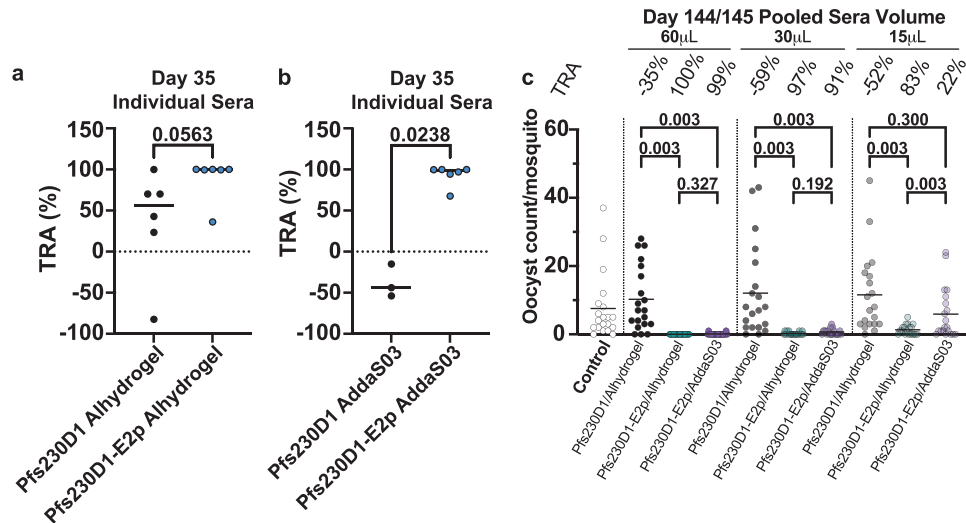 a
Day 35
Individual Sera
0.0563
TRA (%)
100
50
0
-50
-100
Pfs230D1 Alhydrogel
Pfs230D1-E2p Alhydrogel
b
Day 35
Individual Sera
0.0238
TRA (%)
100
50
0
-50
-100
Pfs230D1 AddaS03
Pfs230D1-E2p AddaS03
c
Day 144/145 Pooled Sera Volume
60μL 30μL 15μL
TRA -35% 100% 99% -59% 97% 91% -52% 83% 22%
0.003 0.003 0.300
0.003 0.003 0.003
0.327 0.192 0.003
Oocyst count/mosquito
60
40
20
0
Control
Pfs230D1/Alhydrogel
Pfs230D1-E2p/Alhydrogel
Pfs230D1-E2p/AddaS03
Pfs230D1/Alhydrogel
Pfs230D1-E2p/Alhydrogel
Pfs230D1-E2p/AddaS03
Pfs230D1/Alhydrogel
Pfs230D1-E2p/Alhydrogel
Pfs230D1-E2p/AddaS03